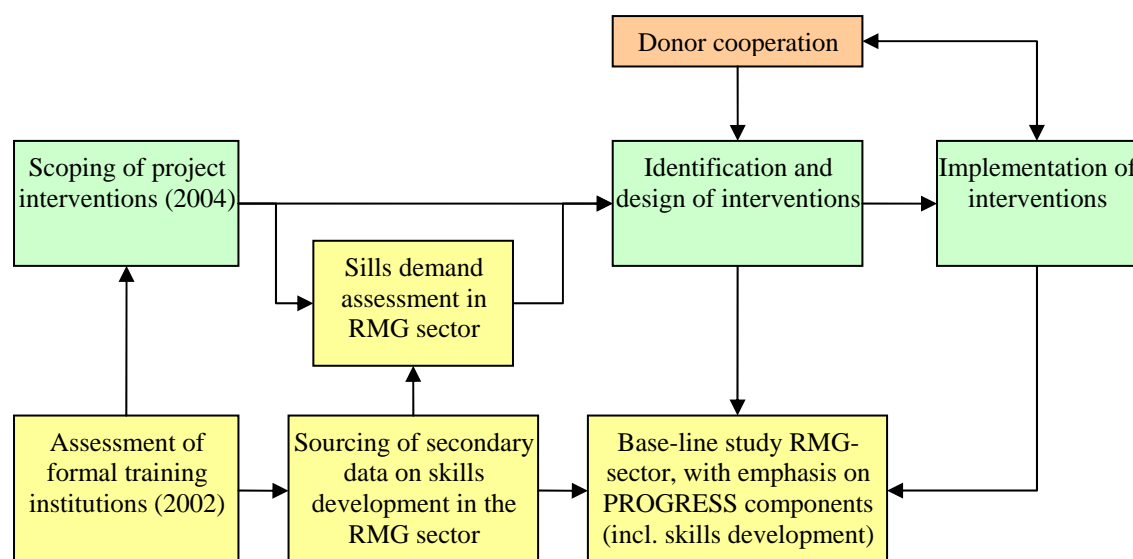 Donor cooperation
Scoping of project
interventions (2004)
Identification and
design of interventions
Implementation of
interventions
Sills demand
assessment in
RMG sector
Assessment of
formal training
institutions (2002)
Sourcing of secondary
data on skills
development in the
RMG sector
Base-line study RMG-
sector, with emphasis on
PROGRESS components
(incl. skills development)